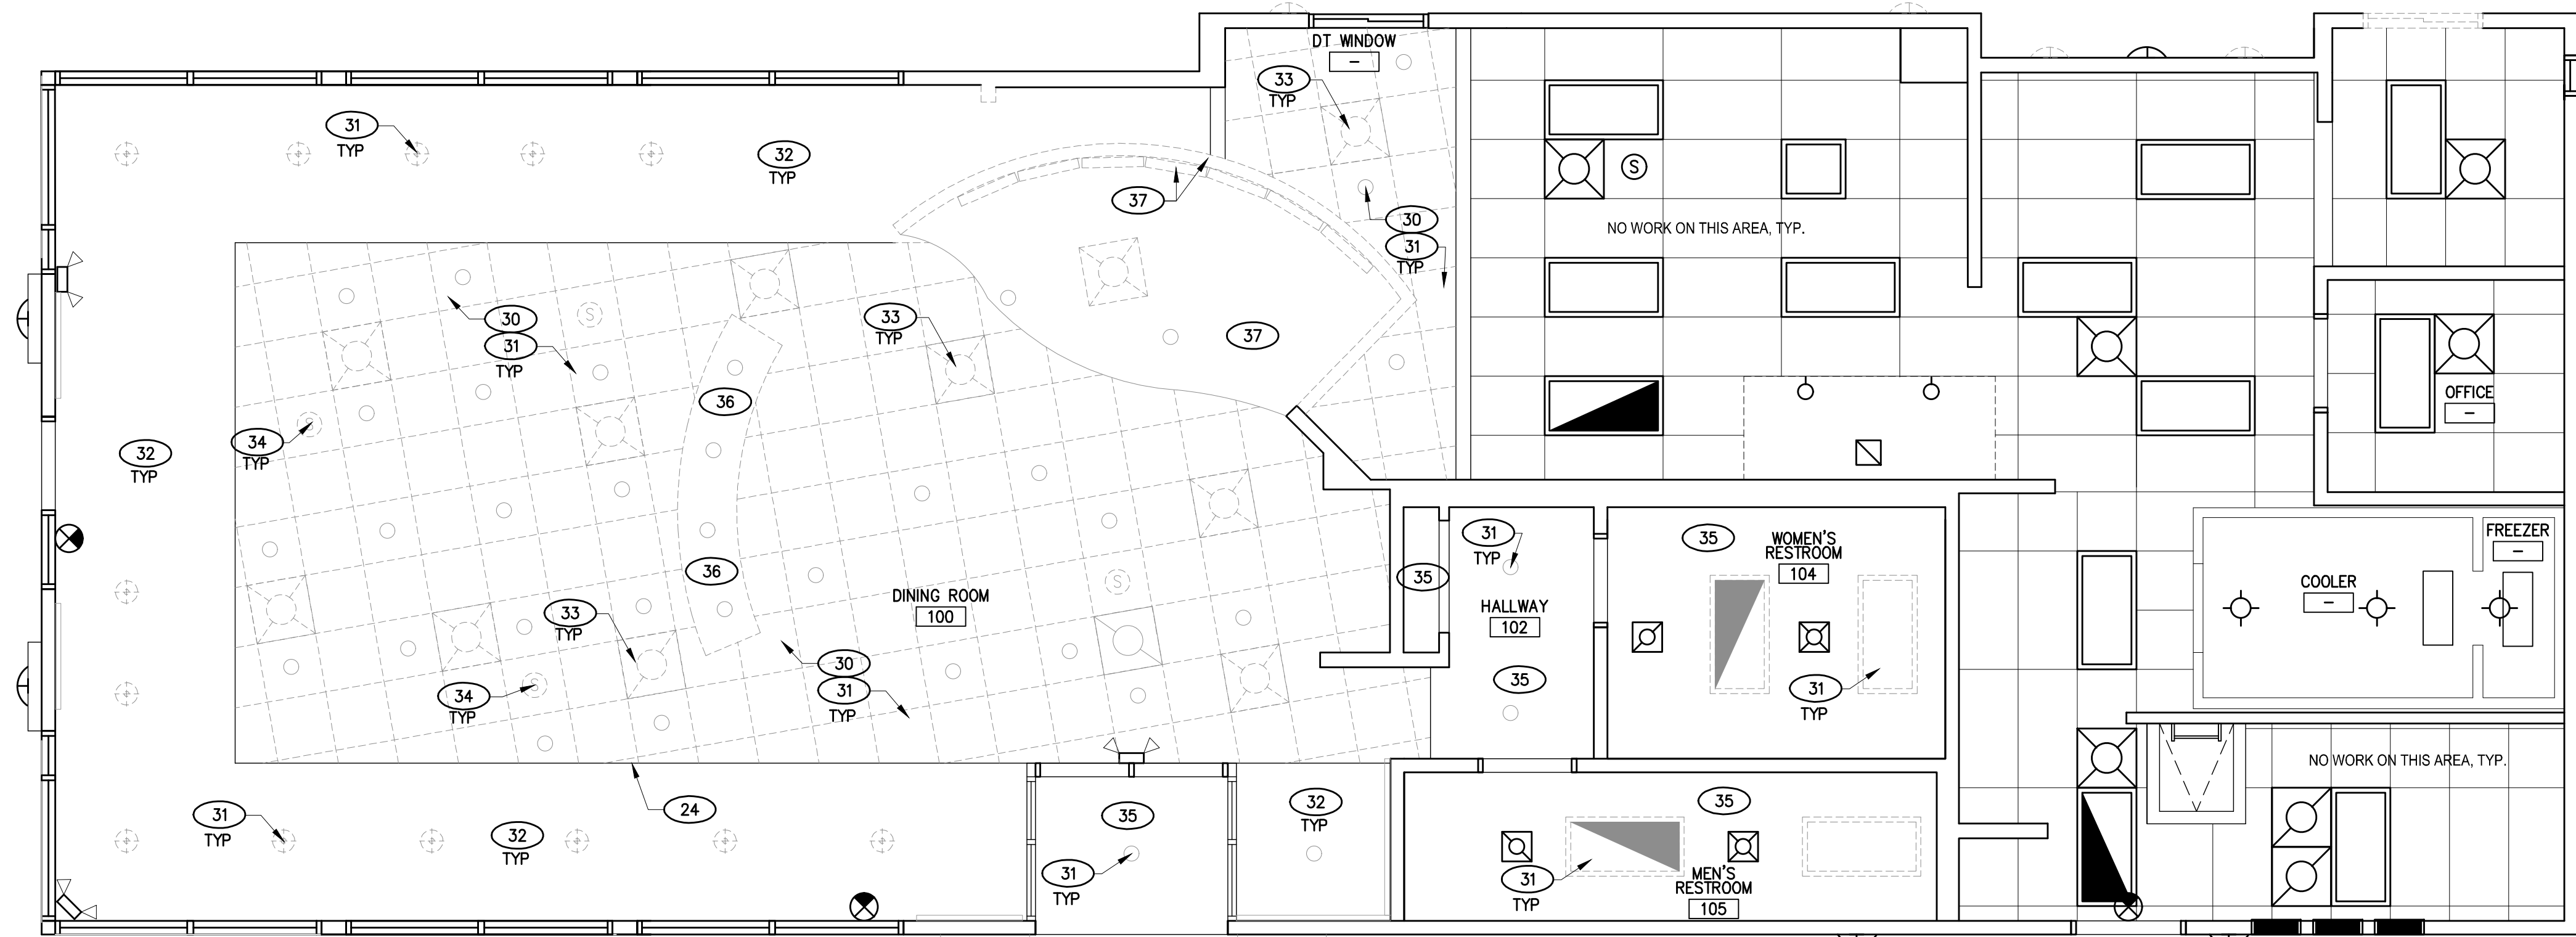 DT WINDOW
-
33
TYP
31
TYP
32
TYP
37
30
31
TYP
NO WORK ON THIS AREA, TYP.
S
30
31
TYP
S
33
TYP
37
36
34
TYP
S
32
TYP
OFFICE
-
31
TYP
35
WOMEN'S
RESTROOM
104
FREEZER
-
COOLER
-
36
35
S
DINING ROOM
100
HALLWAY
102
33
TYP
30
31
TYP
34
TYP
S
35
31
TYP
NO WORK ON THIS AREA, TYP.
24
31
TYP
32
TYP
35
32
TYP
35
31
TYP
31
TYP
MEN'S
RESTROOM
105